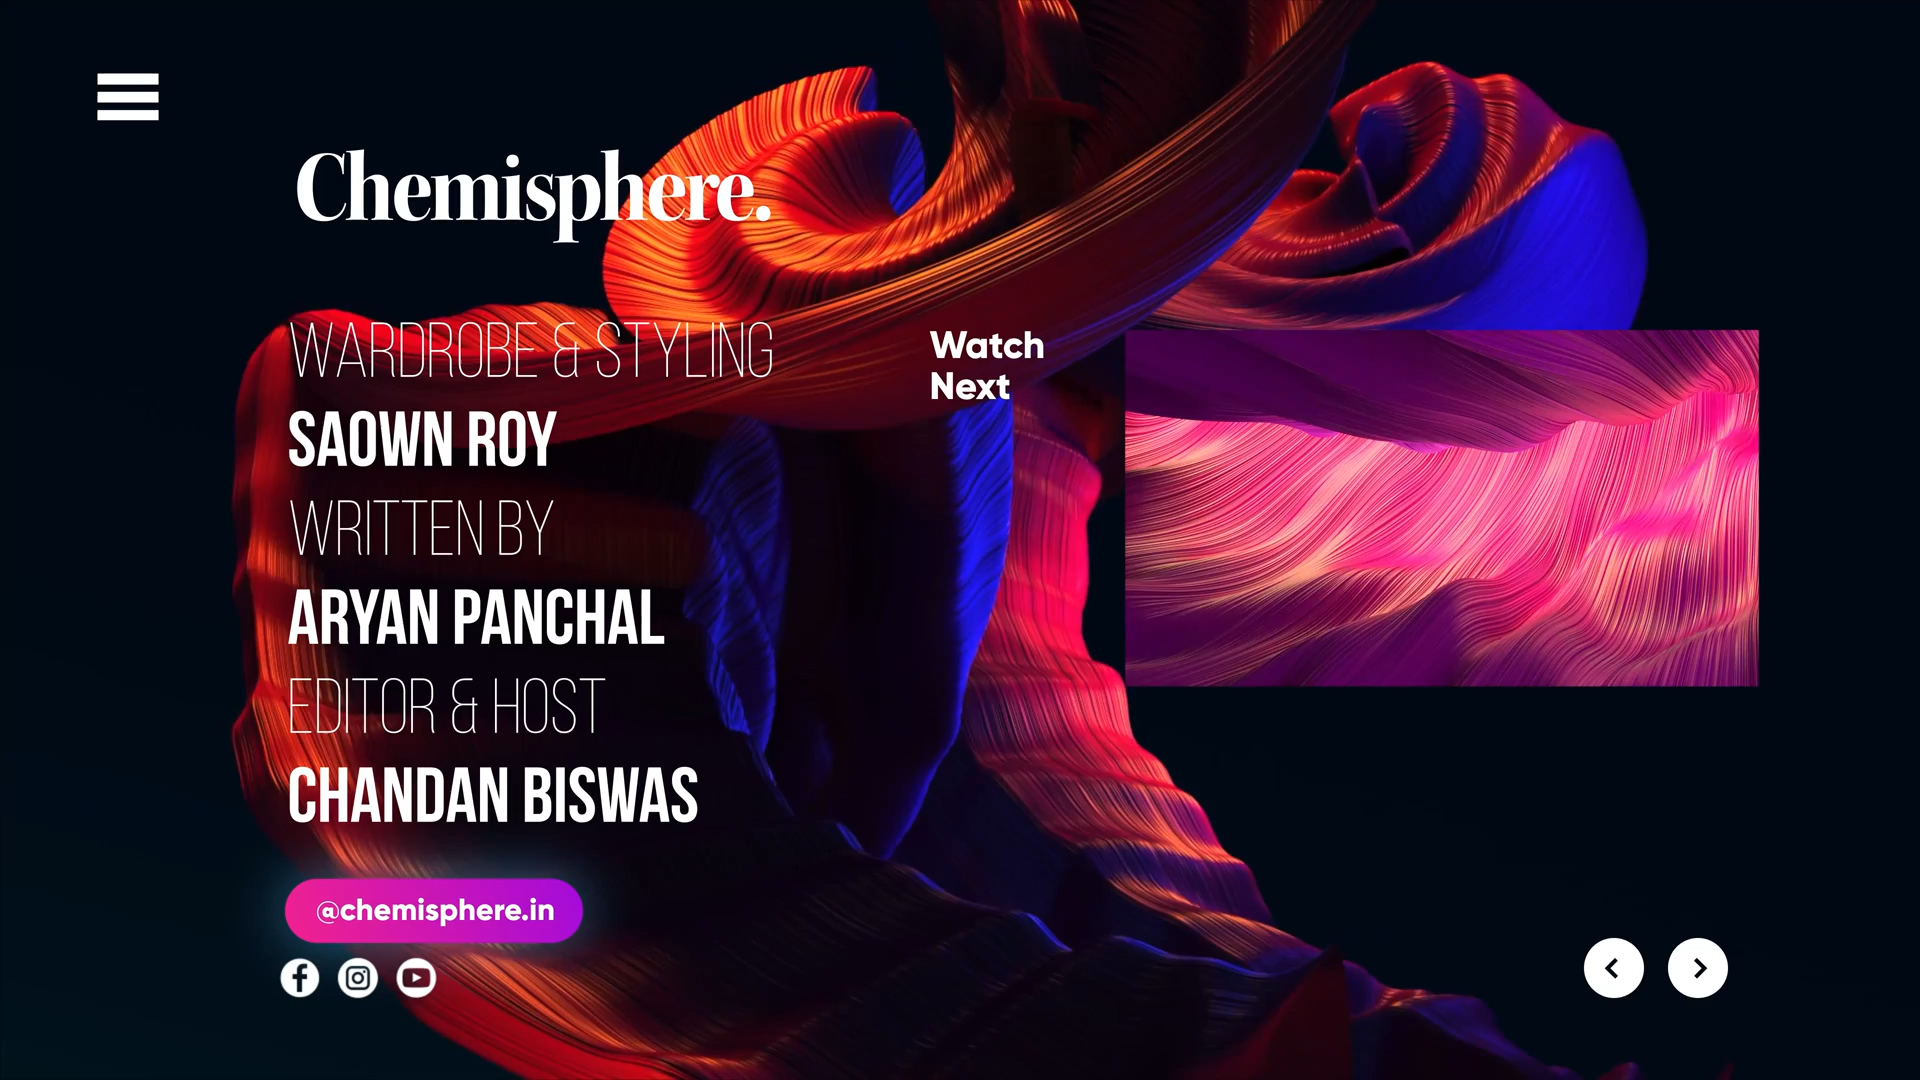 Chemisphere.
WARDROBE & STYLING
SAOWN ROY
WRITTEN BY
ARYAN PANCHAL
EDITOR & HOST
CHANDAN BISWAS
@chemisphere.in
Watch
Next